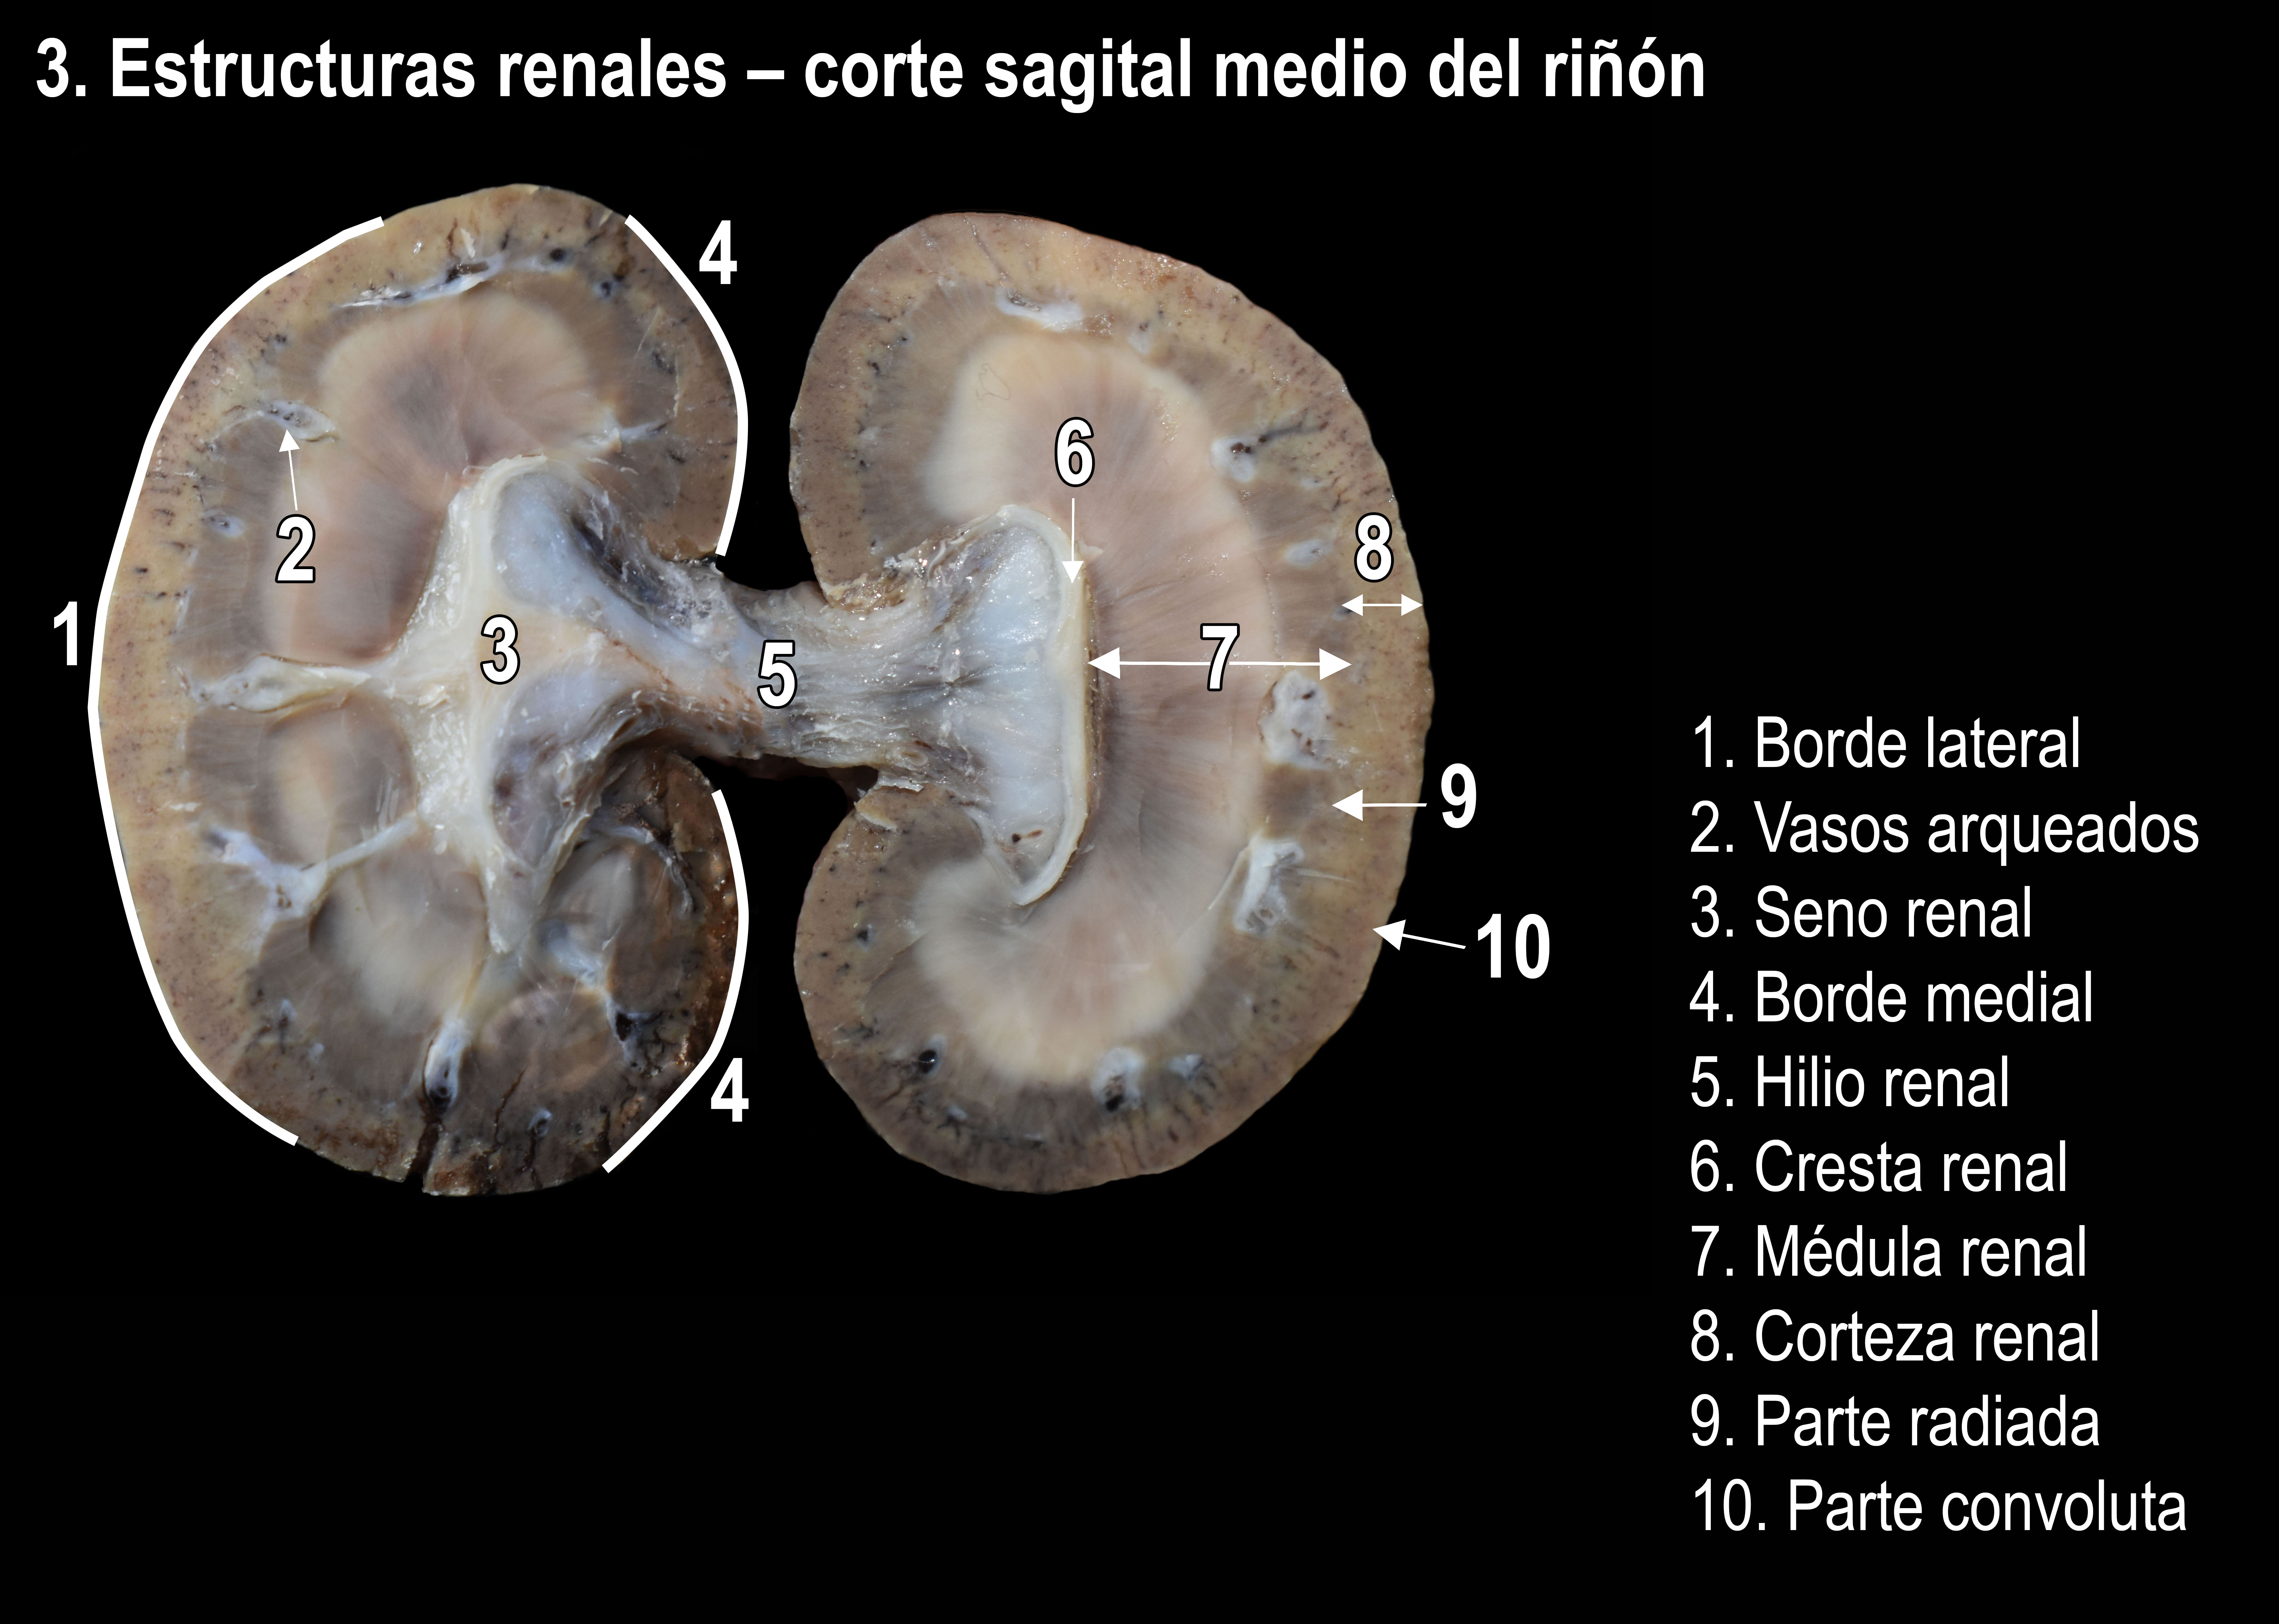 3. Estructuras renales – corte sagital medio del riñón
4
6
2
8
1
3
5
7
9
10
4
1. Borde lateral
2. Vasos arqueados
3. Seno renal
4. Borde medial
5. Hilio renal
6. Cresta renal
7. Médula renal
8. Corteza renal
9. Parte radiada
10. Parte convoluta